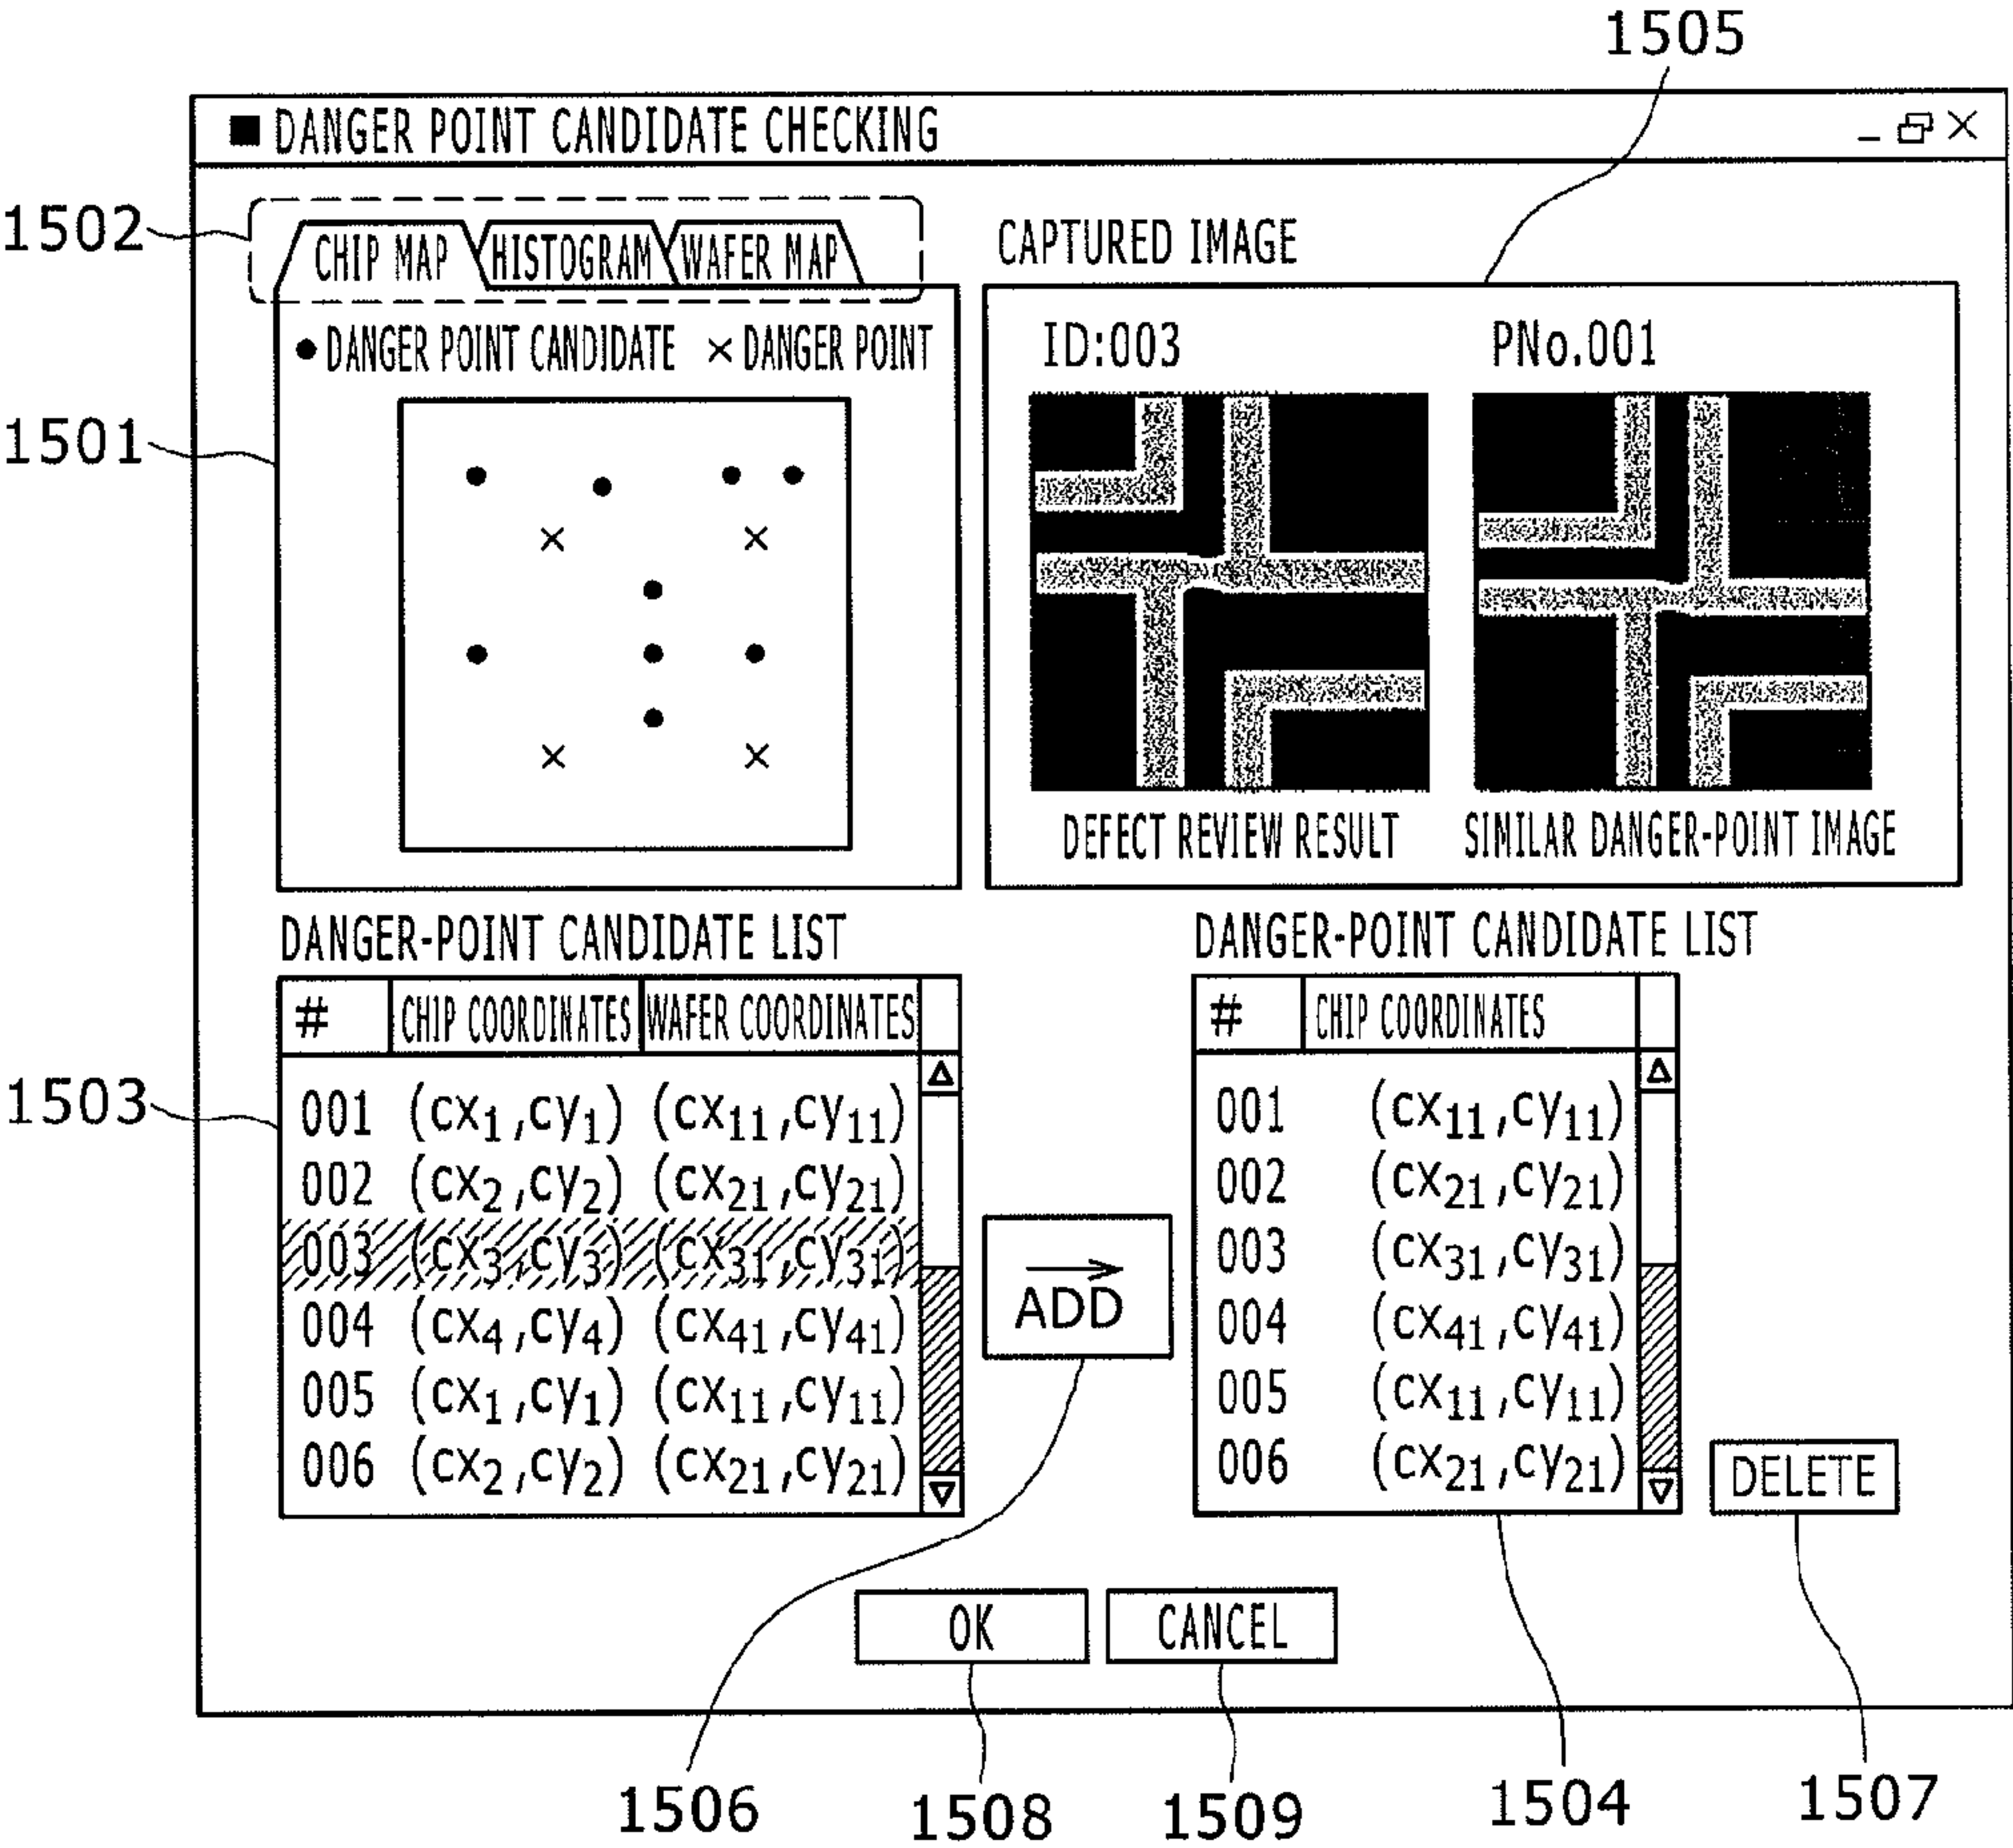 1505
■ DANGER POINT CANDIDATE CHECKING
1502
CHIP MAP HISTOGRAM WAFER MAP
CAPTURED IMAGE
● DANGER POINT CANDIDATE × DANGER POINT
1501
ID:003 PNo.001
DEFECT REVIEW RESULT SIMILAR DANGER-POINT IMAGE
DANGER-POINT CANDIDATE LIST
# CHIP COORDINATES WAFER COORDINATES
1503
001 (cx₁,cy₁) (cx₁₁,cy₁₁)
002 (cx₂,cy₂) (cx₂₁,cy₂₁)
003 (cx₃,cy₃) (cx₃₁,cy₃₁)
004 (cx₄,cy₄) (cx₄₁,cy₄₁)
005 (cx₁,cy₁) (cx₁₁,cy₁₁)
006 (cx₂,cy₂) (cx₂₁,cy₂₁)
ADD
DANGER-POINT CANDIDATE LIST
# CHIP COORDINATES
001 (cx₁₁,cy₁₁)
002 (cx₂₁,cy₂₁)
003 (cx₃₁,cy₃₁)
004 (cx₄₁,cy₄₁)
005 (cx₁₁,cy₁₁)
006 (cx₂₁,cy₂₁)
DELETE
OK CANCEL
1506 1508 1509 1504 1507